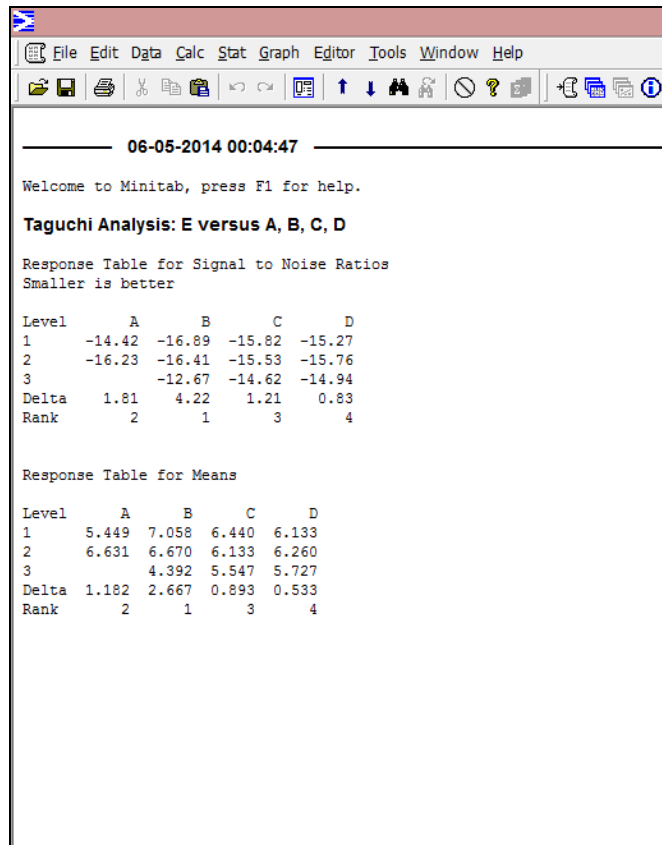 File Edit Data Calc Stat Graph Editor Tools Window Help
06-05-2014 00:04:47
Welcome to Minitab, press F1 for help.
Taguchi Analysis: E versus A, B, C, D
Response Table for Signal to Noise Ratios
Smaller is better
Level A B C D
1 -14.42 -16.89 -15.82 -15.27
2 -16.23 -16.41 -15.53 -15.76
3 -12.67 -14.62 -14.94
Delta 1.81 4.22 1.21 0.83
Rank 2 1 3 4
Response Table for Means
Level A B C D
1 5.449 7.058 6.440 6.133
2 6.631 6.670 6.133 6.260
3 4.392 5.547 5.727
Delta 1.182 2.667 0.893 0.533
Rank 2 1 3 4